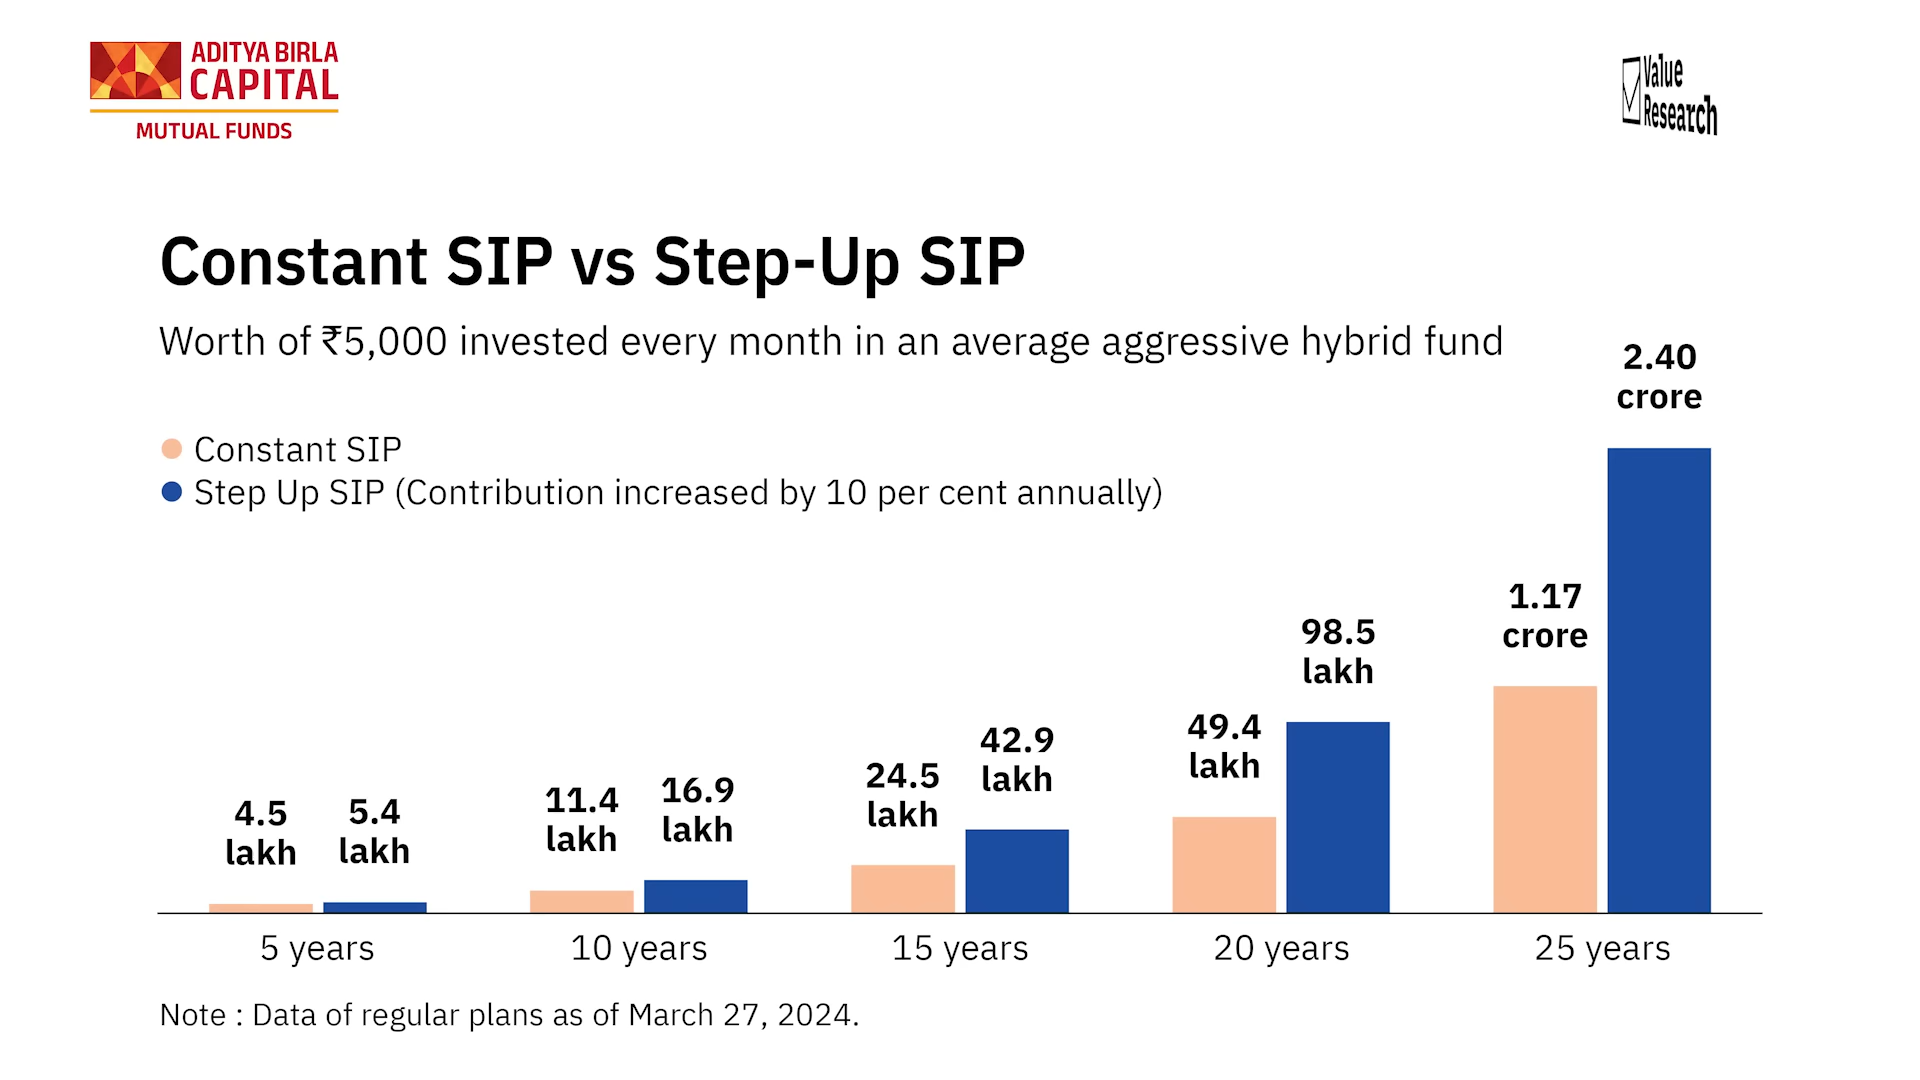 ADITYA BIRLA
CAPITAL
MUTUAL FUNDS
Value
Research
Constant SIP vs Step-Up SIP
Worth of ₹5,000 invested every month in an average aggressive hybrid fund
Constant SIP
Step Up SIP (Contribution increased by 10 per cent annually)
4.5
lakh
5.4
lakh
11.4
lakh
16.9
lakh
24.5
lakh
42.9
lakh
49.4
lakh
98.5
lakh
1.17
crore
2.40
crore
5 years
10 years
15 years
20 years
25 years
Note : Data of regular plans as of March 27, 2024.